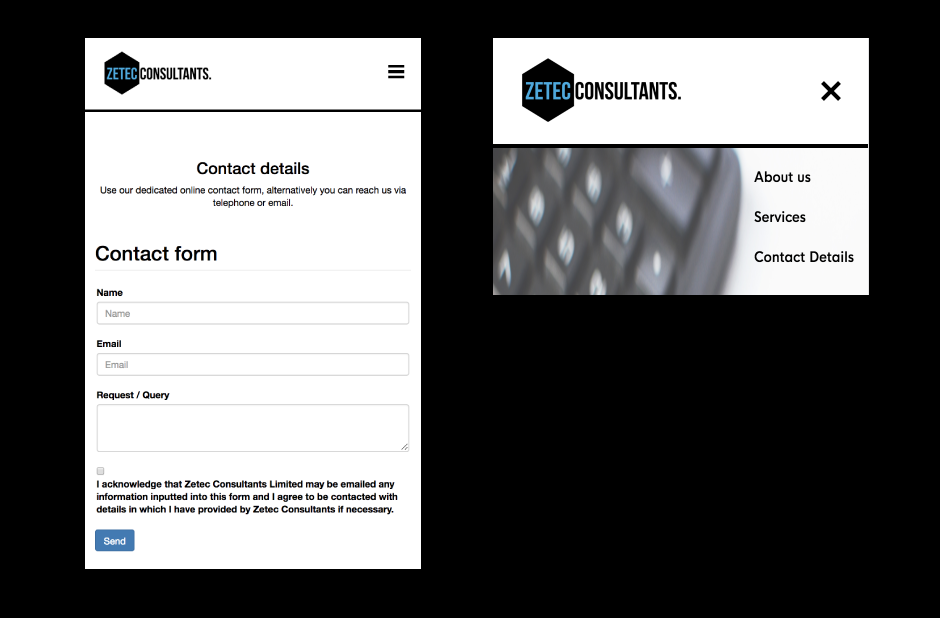 ZETEC CONSULTANTS.
Contact details
Use our dedicated online contact form, alternatively you can reach us via
telephone or email.
Contact form
Name
Name
Email
Email
Request / Query
I acknowledge that Zetec Consultants Limited may be emailed any
information inputted into this form and I agree to be contacted with
details in which I have provided by Zetec Consultants if necessary.
Send
ZETEC CONSULTANTS.
About us
Services
Contact Details